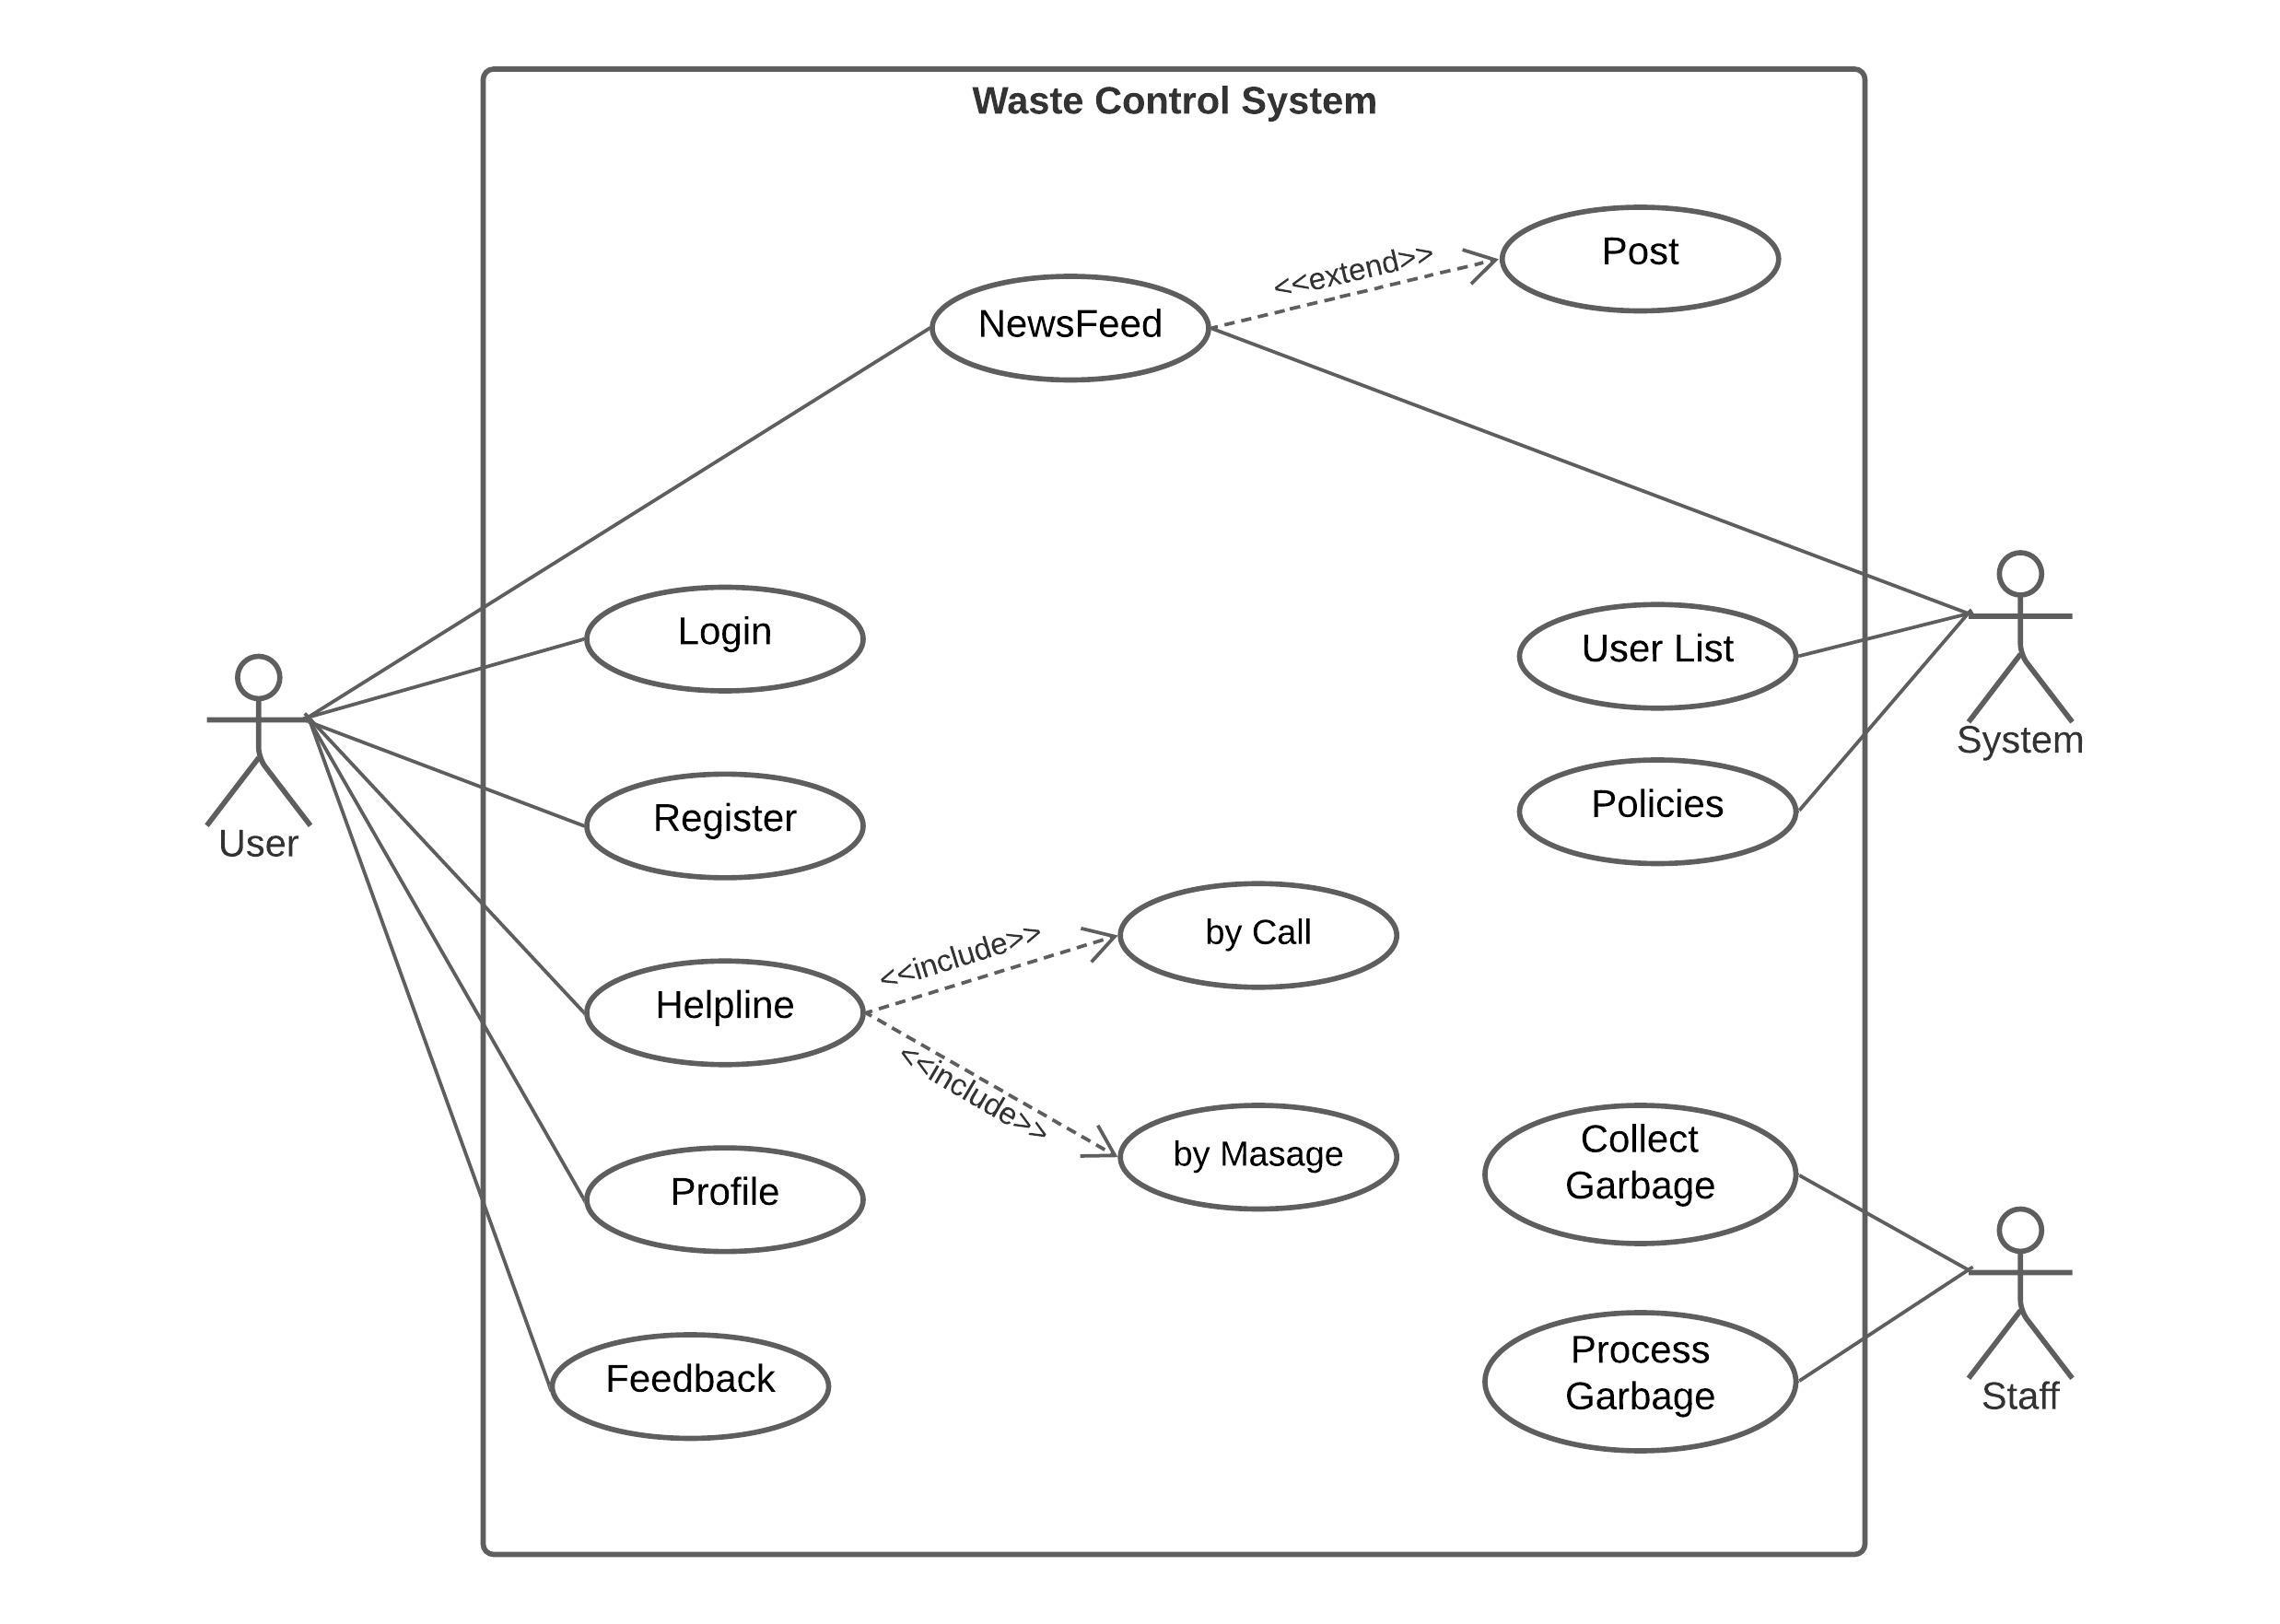 Waste Control System
Post
<<extend>>
NewsFeed
Login
User List
System
Policies
Register
User
by Call
<<include>>
Helpline
<<include>>
by Masage
Collect
Garbage
Profile
Process
Garbage
Feedback
Staff